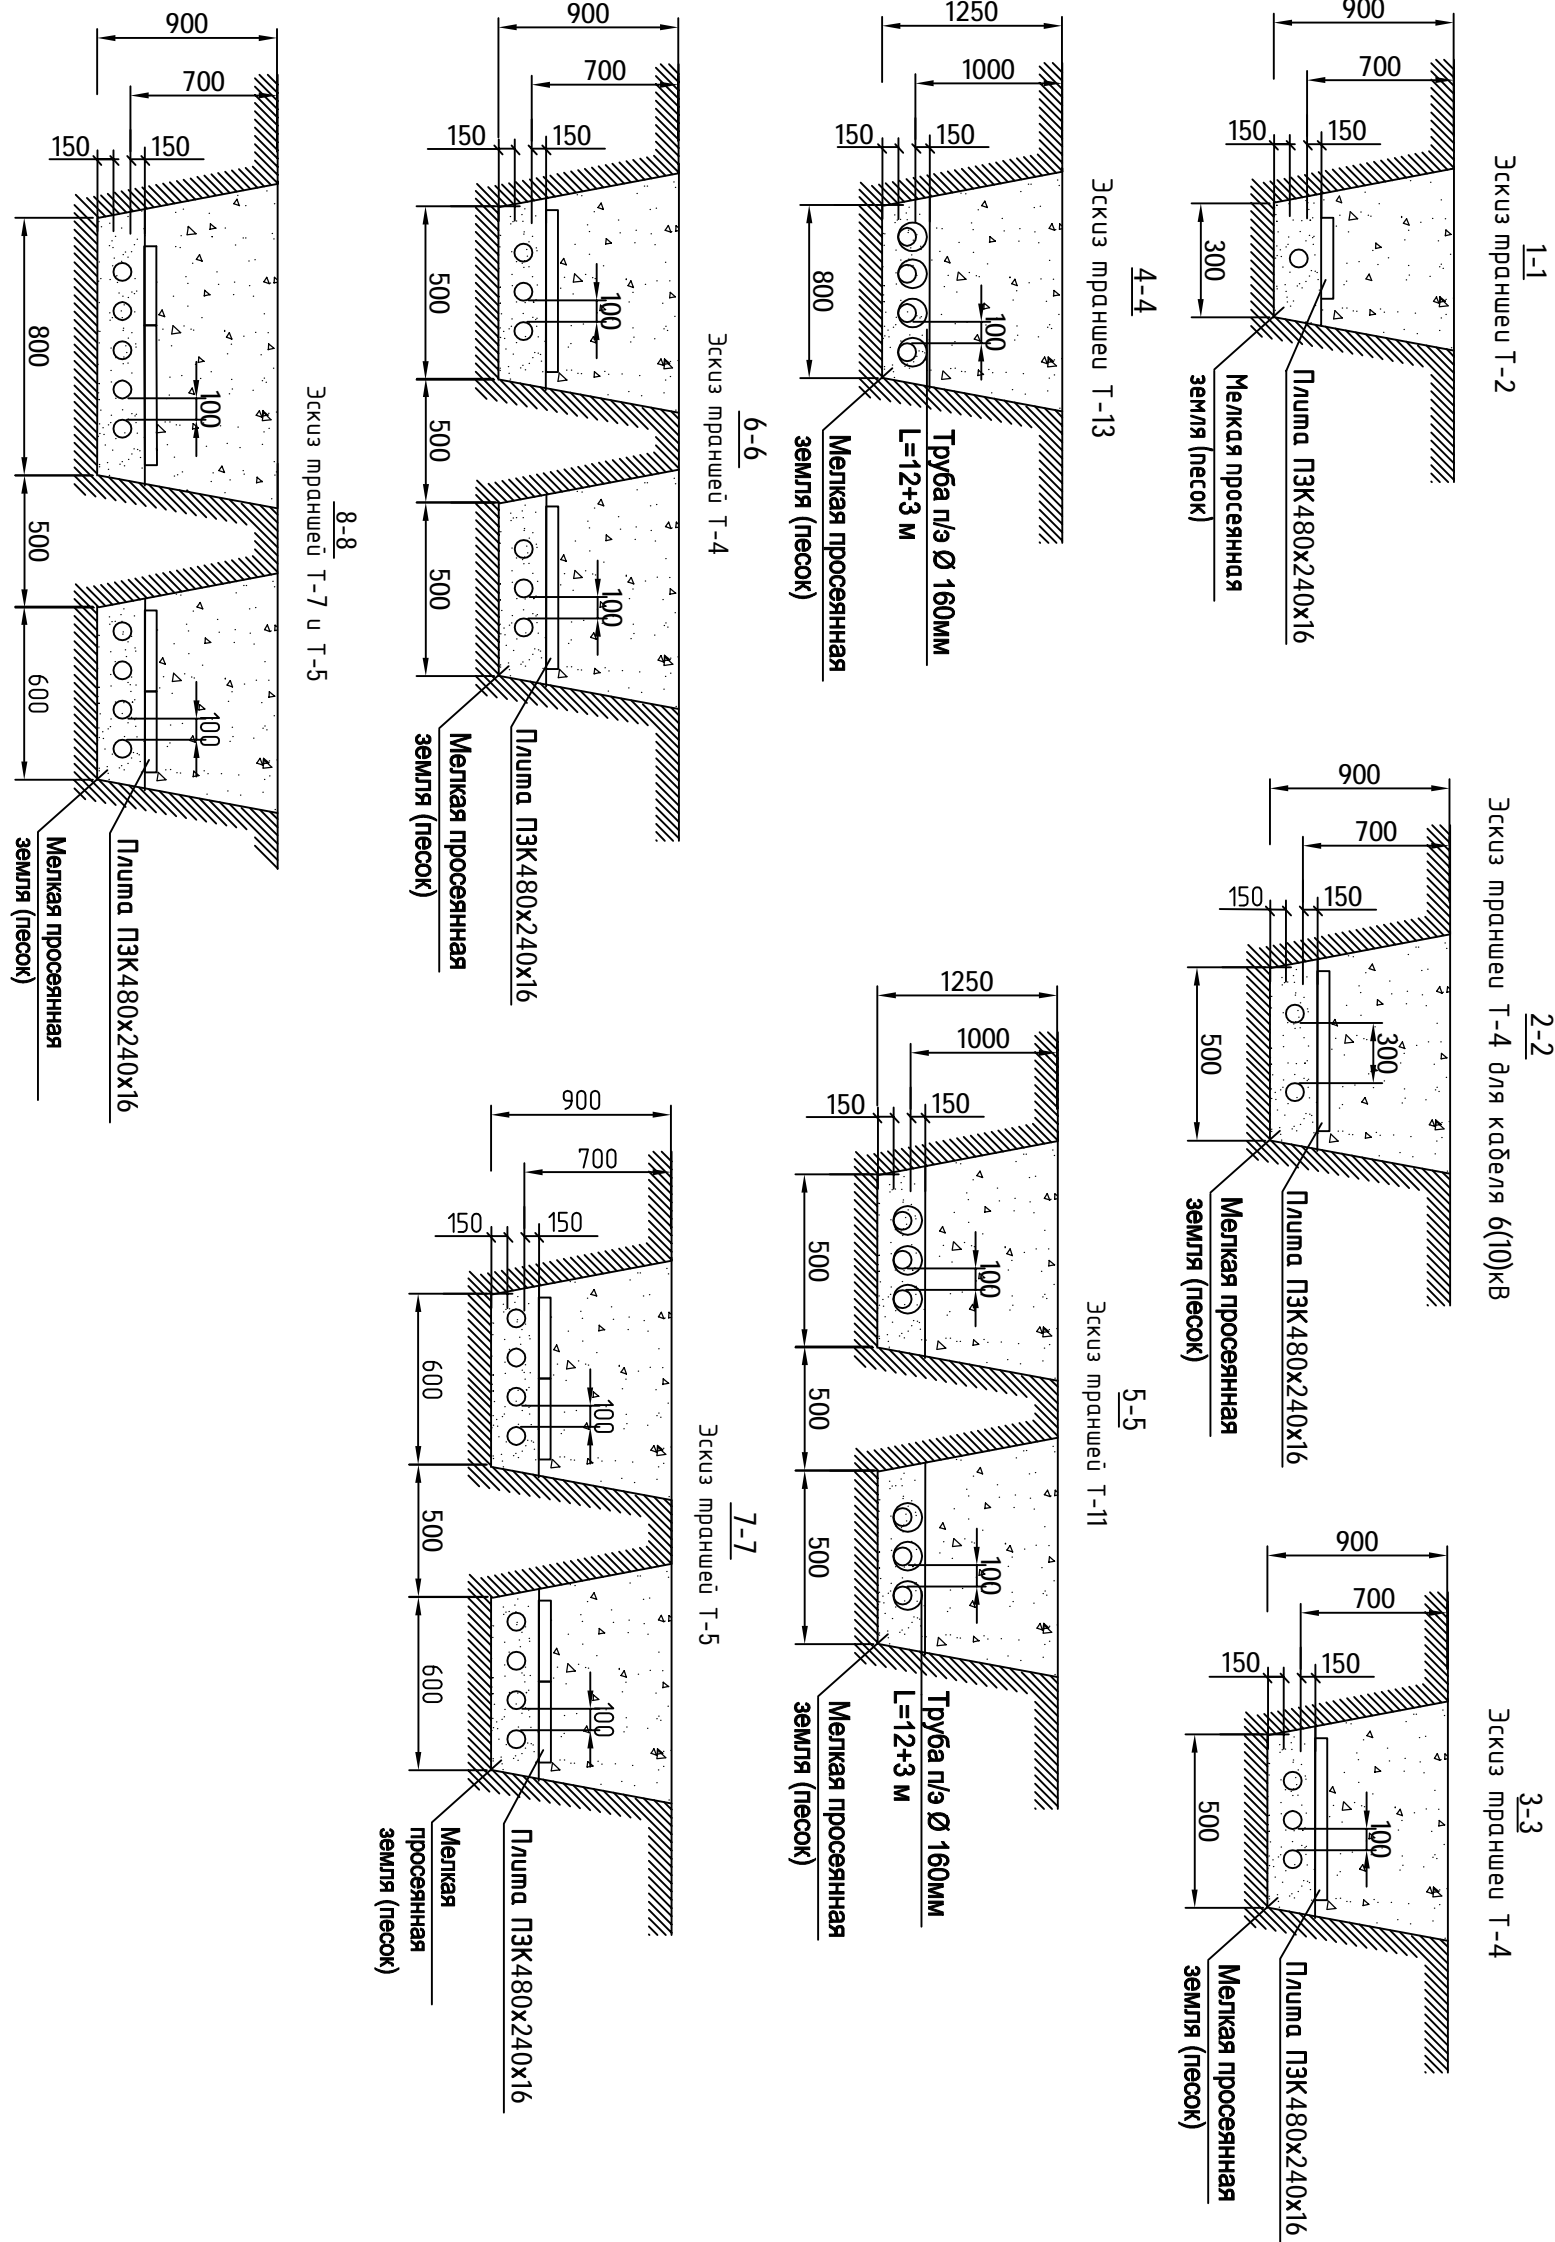 1-1
Эскиз траншеи Т-2
900
700
150
150
300
Плита ПЗК480х240х16
Мелкая просеянная
земля (песок)
2-2
Эскиз траншеи Т-4 для кабеля 6(10)кВ
900
700
150
150
300
500
Плита ПЗК480х240х16
Мелкая просеянная
земля (песок)
3-3
Эскиз траншеи Т-4
900
700
150
150
100
500
Плита ПЗК480х240х16
Мелкая просеянная
земля (песок)
4-4
Эскиз траншеи Т-13
1250
1000
150
150
100
800
Труба п/э Ø 160мм
L=12+3 м
Мелкая просеянная
земля (песок)
5-5
Эскиз траншей Т-11
1250
1000
150
150
100
100
500
500
500
Труба п/э Ø 160мм
L=12+3 м
Мелкая просеянная
земля (песок)
6-6
Эскиз траншей Т-4
900
700
150
150
100
100
500
500
500
Плита ПЗК480х240х16
Мелкая просеянная
земля (песок)
7-7
Эскиз траншей Т-5
900
700
150
150
100
100
600
500
600
Плита ПЗК480х240х16
Мелкая
просеянная
земля (песок)
8-8
Эскиз траншей Т-7 и Т-5
900
700
150
150
100
100
800
500
600
Плита ПЗК480х240х16
Мелкая просеянная
земля (песок)